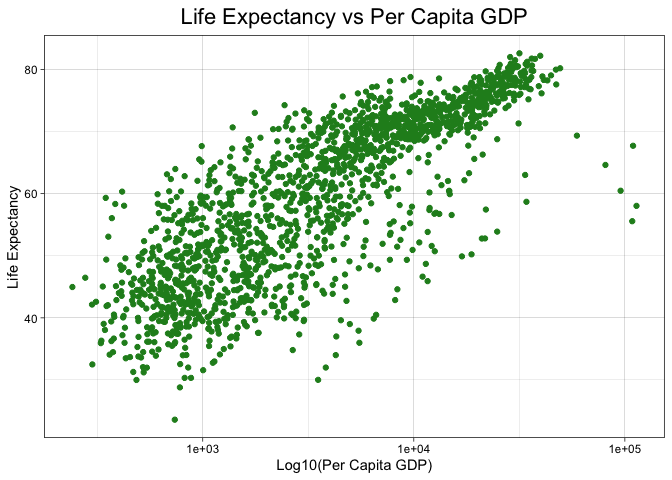 Life Expectancy vs Per Capita GDP
Life Expectancy
80
60
40
1e+03 1e+04 1e+05
Log10(Per Capita GDP)